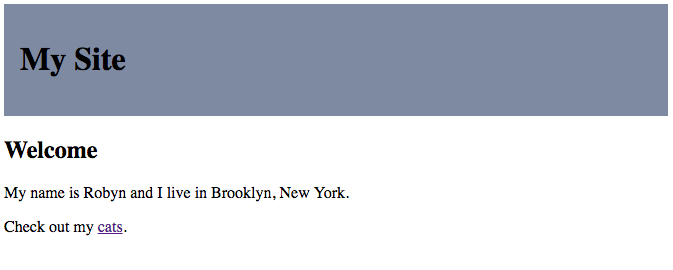 My Site
Welcome
My name is Robyn and I live in Brooklyn, New York.
Check out my cats.